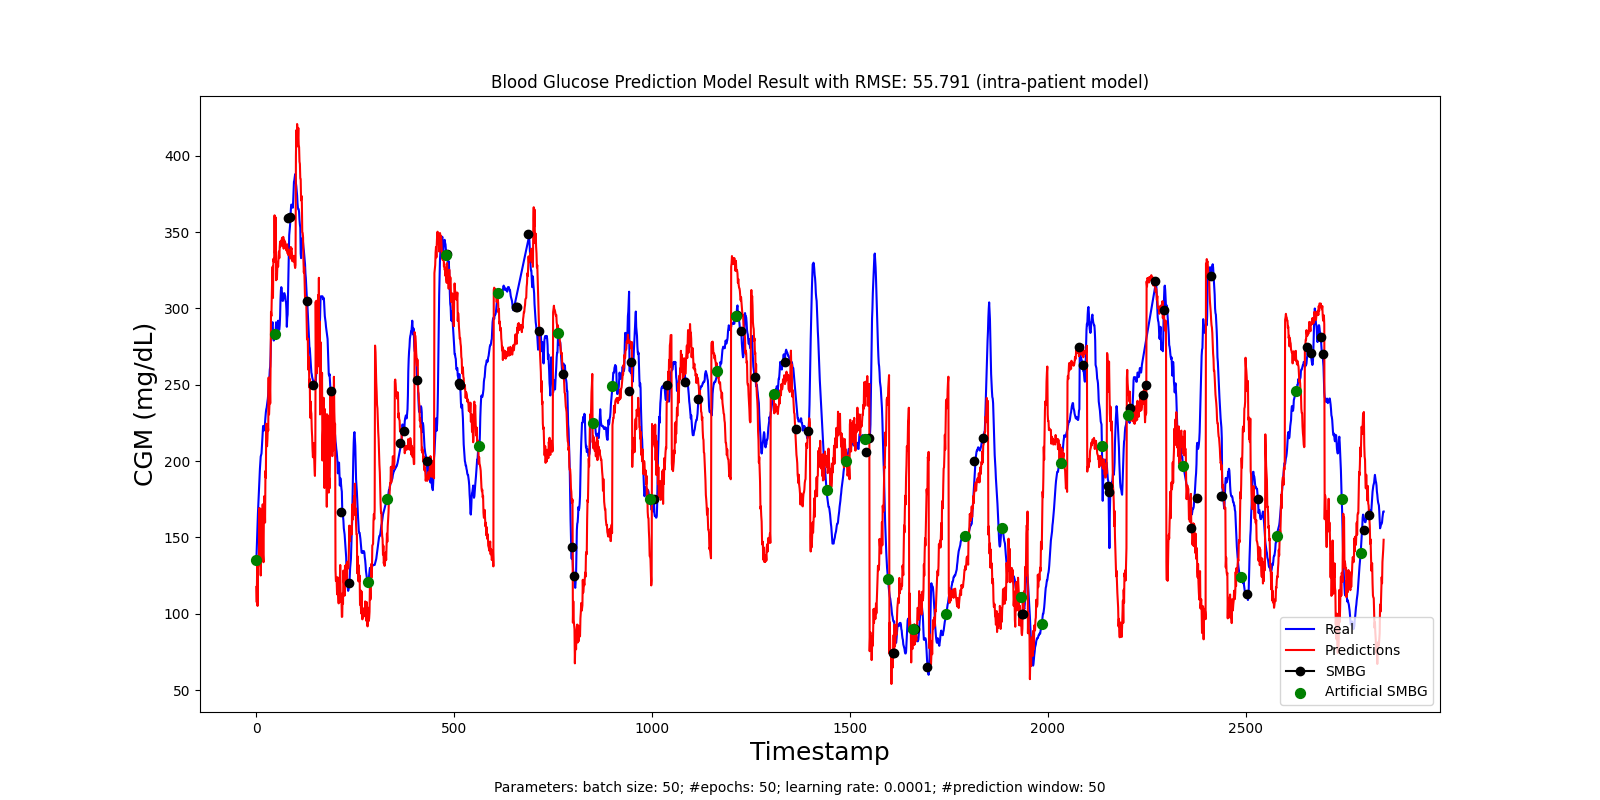 Blood Glucose Prediction Model Result with RMSE: 55.791 (intra-patient model)
CGM (mg/dL)
400
350
300
250
200
150
100
50
Real
Predictions
SMBG
Artificial SMBG
0 500 1000 1500 2000 2500
Timestamp
Parameters: batch size: 50; #epochs: 50; learning rate: 0.0001; #prediction window: 50